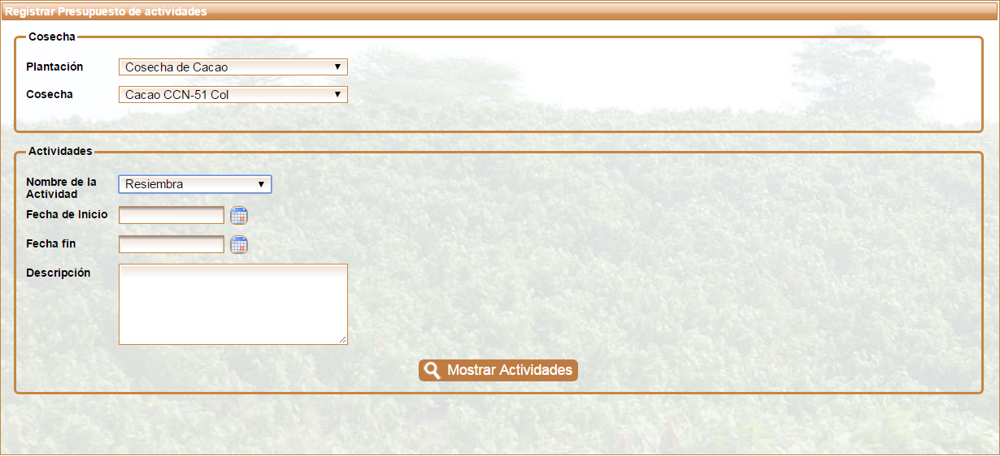 Registrar Presupuesto de actividades
Cosecha
Plantación
Cosecha de Cacao
Cosecha
Cacao CCN-51 Col
Actividades
Nombre de la
Actividad
Resiembra
Fecha de Inicio
Fecha fin
Descripción
Mostrar Actividades